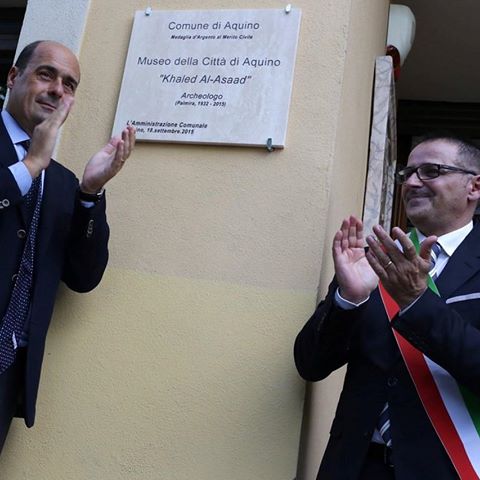 Comune di Aquino
Medaglia d'Argento al Merito Civile
Museo della Città di Aquino
"Khaled Al-Asaad"
Archeologo
(Palmira, 1932 - 2015)
L'Amministrazione Comunale
18.settembre.2015